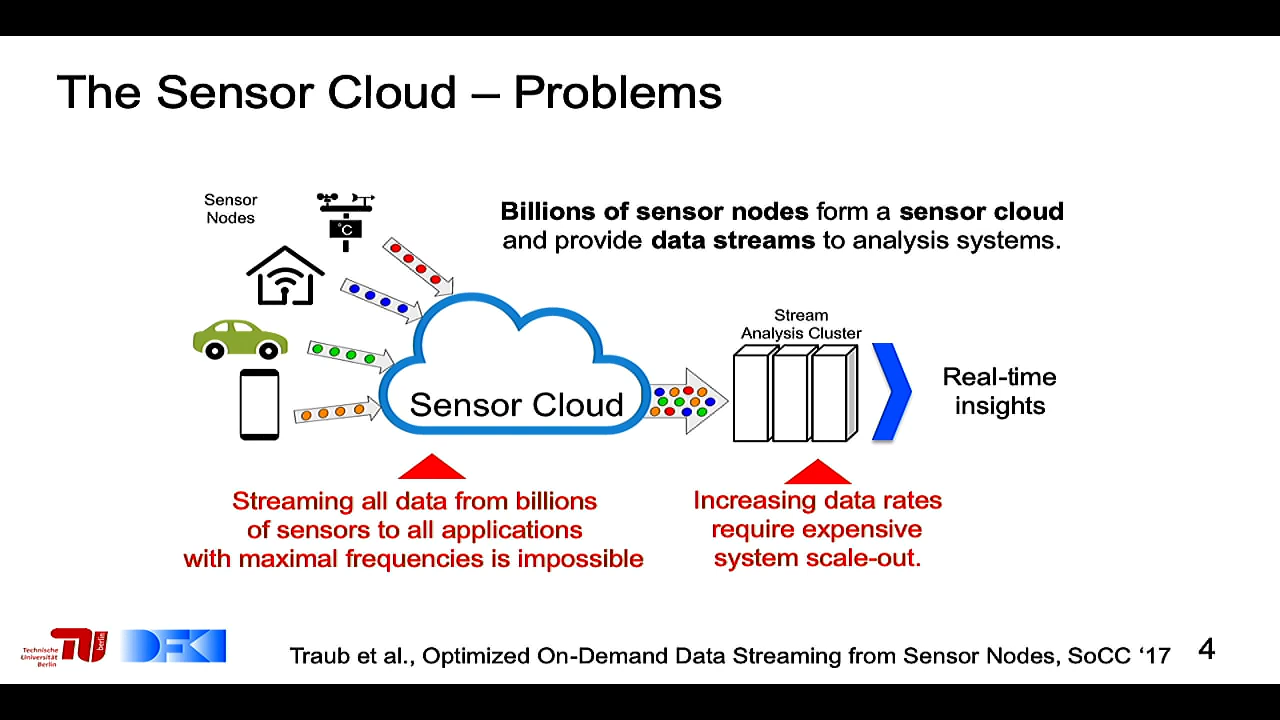 The Sensor Cloud – Problems
Sensor
Nodes
°C
Billions of sensor nodes form a sensor cloud
and provide data streams to analysis systems.
Stream
Analysis Cluster
Sensor Cloud
Real-time
insights
Streaming all data from billions
of sensors to all applications
with maximal frequencies is impossible
Increasing data rates
require expensive
system scale-out.
Technische
Universität
Berlin
TU
berlin
DFKI
Traub et al., Optimized On-Demand Data Streaming from Sensor Nodes, SoCC ‘17
4